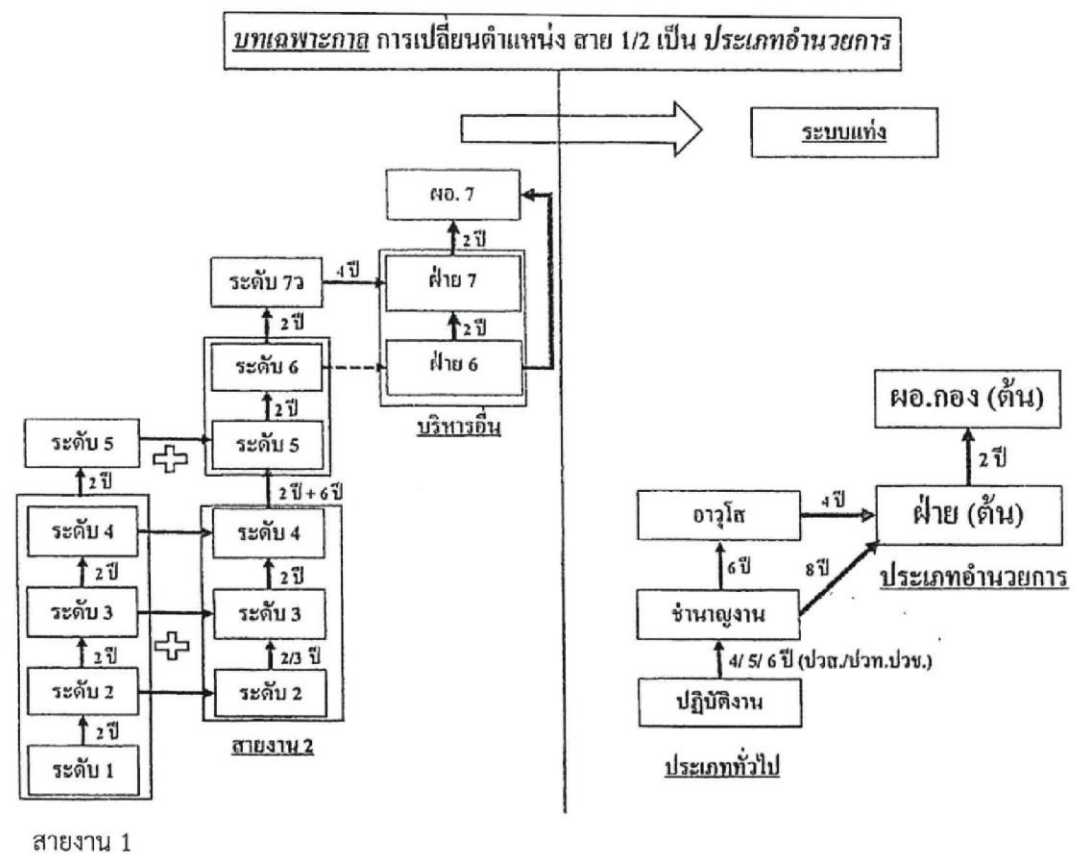 บทเฉพาะกาล การเปลี่ยนตำแหน่ง สาย 1/2 เป็น ประเภทอำนวยการ
ระบบแท่ง
ผอ. 7
2 ปี
ระดับ 7ว
4 ปี
ฝ่าย 7
2 ปี
2 ปี
ระดับ 6
ฝ่าย 6
บริหารอื่น
2 ปี
ระดับ 5
ระดับ 5
2 ปี
2 ปี + 6 ปี
ระดับ 4
ระดับ 4
2 ปี
2 ปี
ระดับ 3
ระดับ 3
2 ปี
2/3 ปี
ระดับ 2
ระดับ 2
2 ปี
สายงาน 2
ระดับ 1
สายงาน 1
ผอ.กอง (ต้น)
2 ปี
อาวุโส
4 ปี
ฝ่าย (ต้น)
6 ปี
8 ปี
ประเภทอำนวยการ
ชำนาญงาน
4/ 5/ 6 ปี (ปวส./ปวท.ปวช.)
ปฏิบัติงาน
ประเภททั่วไป